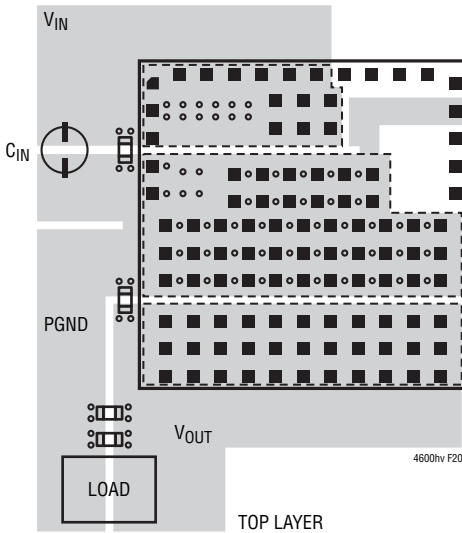 VIN
CIN
PGND
VOUT
4600hv F20
LOAD
TOP LAYER